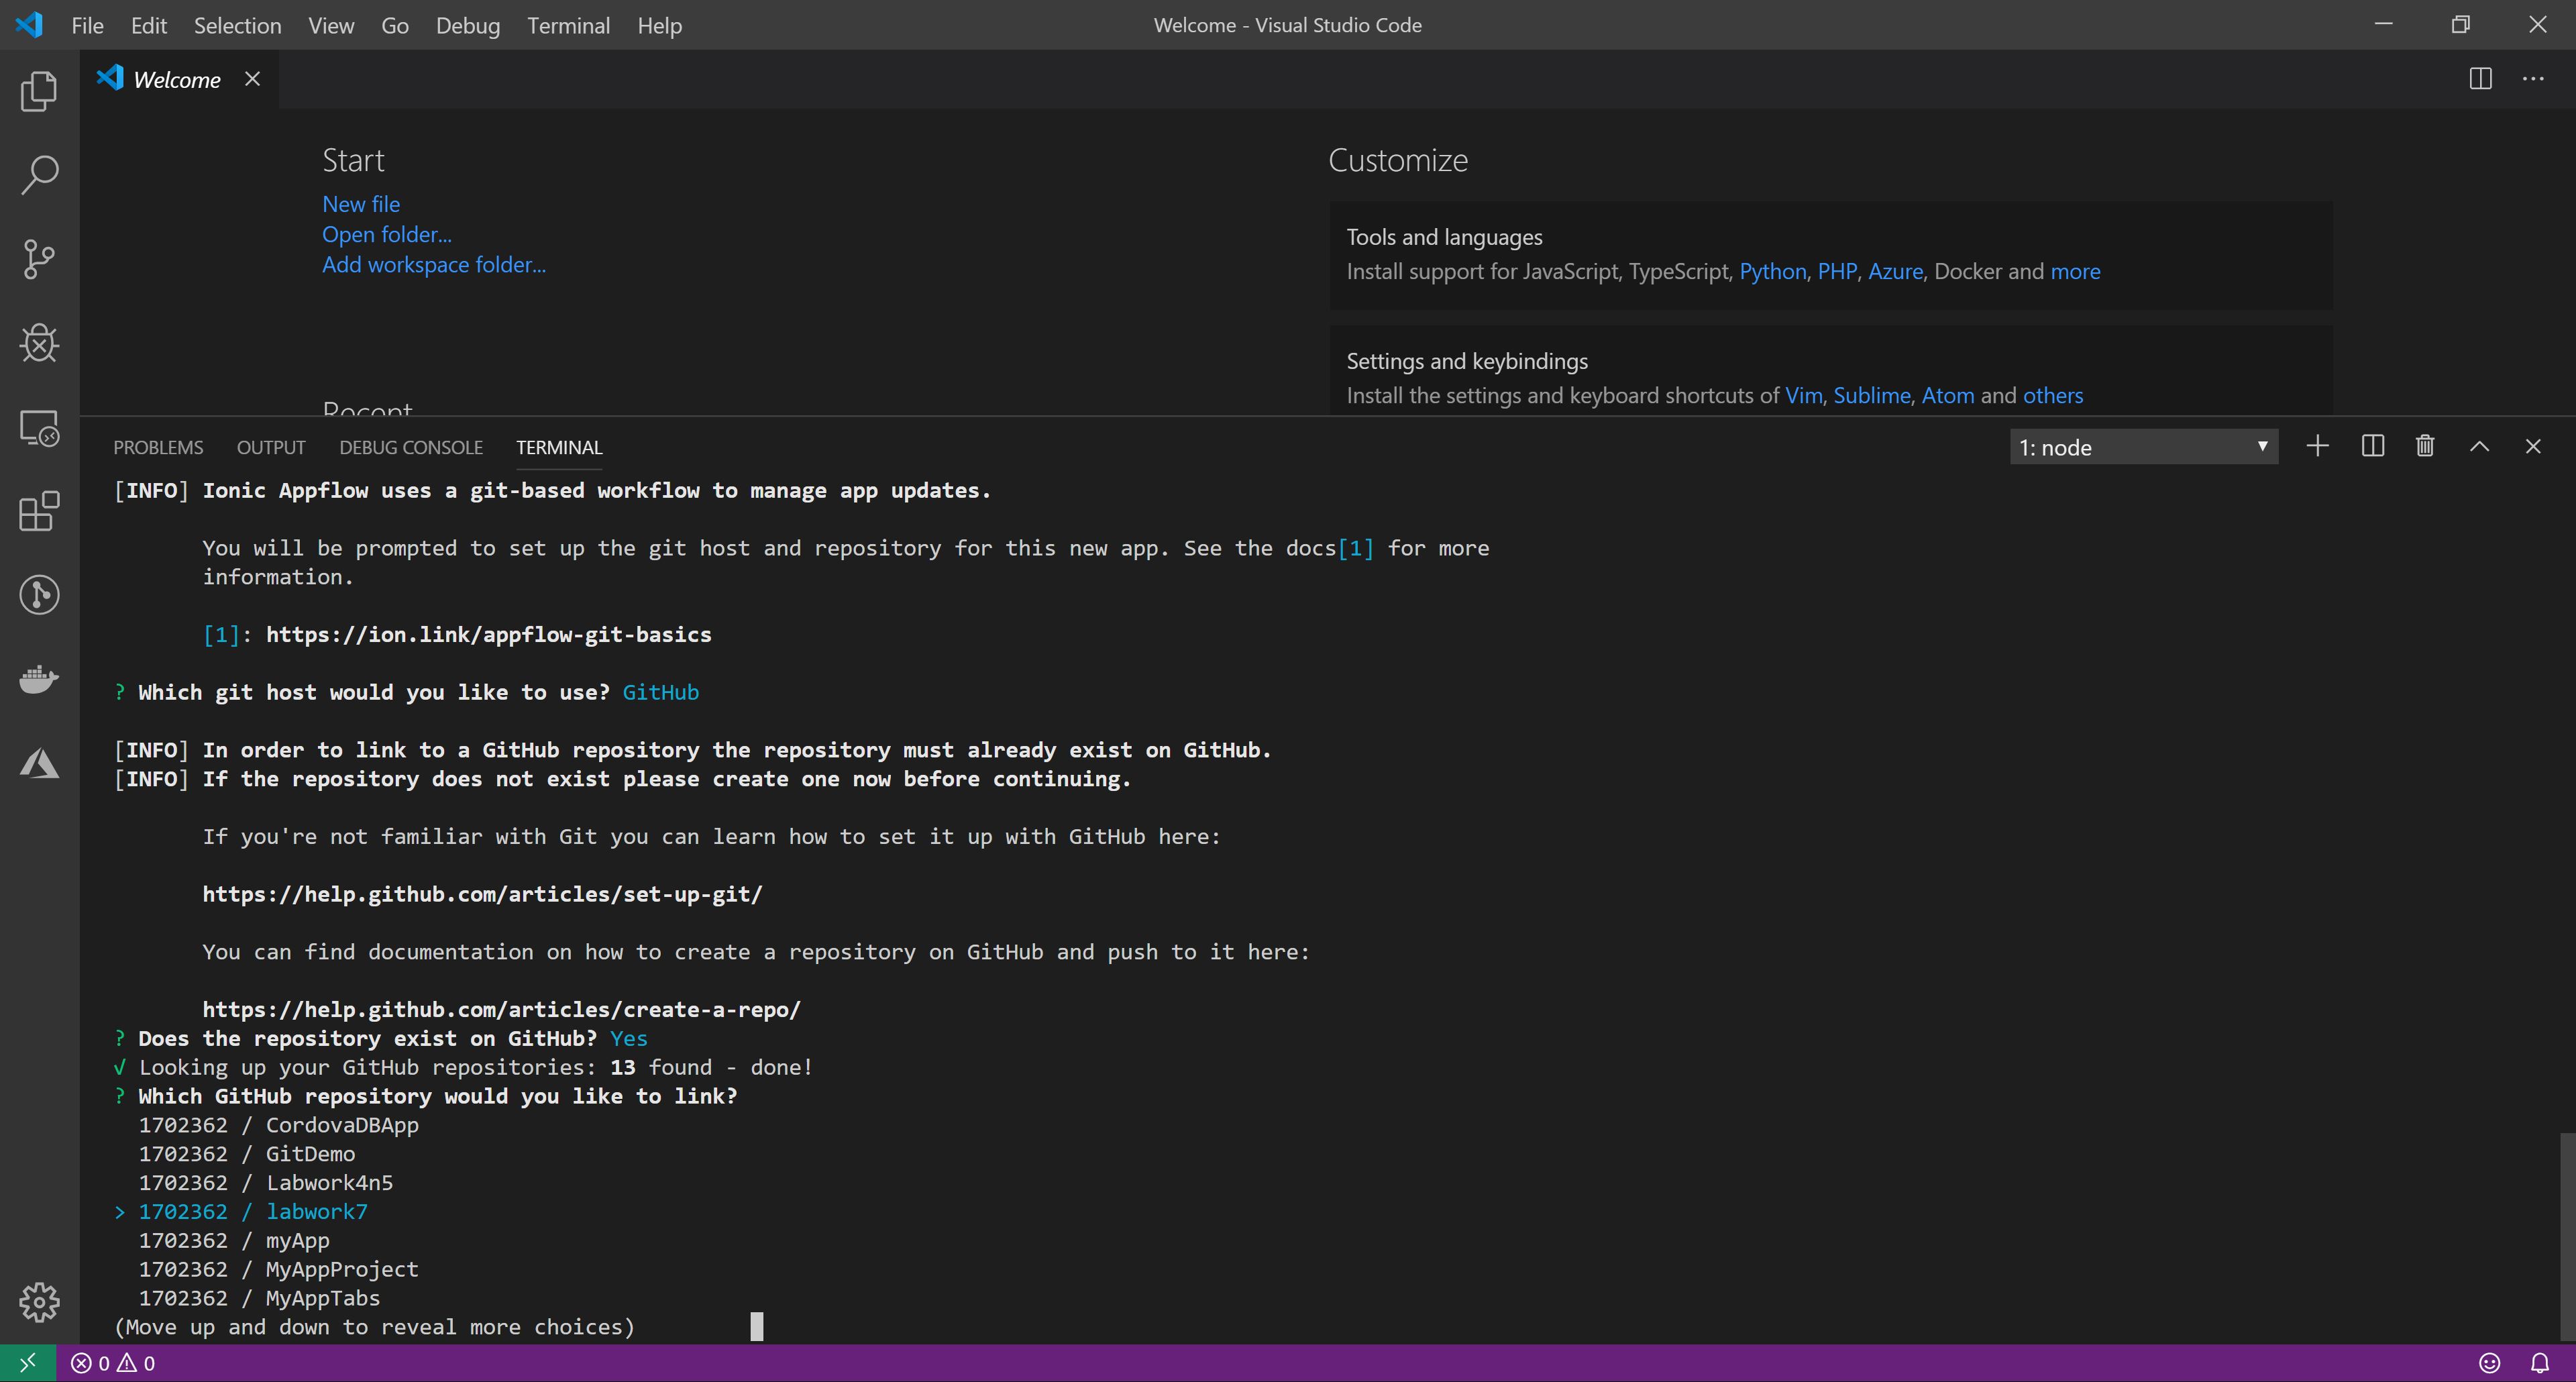 File Edit Selection View Go Debug Terminal Help
Welcome - Visual Studio Code
Welcome
Start
New file
Open folder...
Add workspace folder...
Recent
Customize
Tools and languages
Install support for JavaScript, TypeScript, Python, PHP, Azure, Docker and more
Settings and keybindings
Install the settings and keyboard shortcuts of Vim, Sublime, Atom and others
PROBLEMS OUTPUT DEBUG CONSOLE TERMINAL
1: node
[INFO] Ionic Appflow uses a git-based workflow to manage app updates.
You will be prompted to set up the git host and repository for this new app. See the docs[1] for more
information.
[1]: https://ion.link/appflow-git-basics
? Which git host would you like to use? GitHub
[INFO] In order to link to a GitHub repository the repository must already exist on GitHub.
[INFO] If the repository does not exist please create one now before continuing.
If you're not familiar with Git you can learn how to set it up with GitHub here:
https://help.github.com/articles/set-up-git/
You can find documentation on how to create a repository on GitHub and push to it here:
https://help.github.com/articles/create-a-repo/
? Does the repository exist on GitHub? Yes
√ Looking up your GitHub repositories: 13 found - done!
? Which GitHub repository would you like to link?
1702362 / CordovaDBApp
1702362 / GitDemo
1702362 / Labwork4n5
> 1702362 / labwork7
1702362 / myApp
1702362 / MyAppProject
1702362 / MyAppTabs
(Move up and down to reveal more choices)
0 0